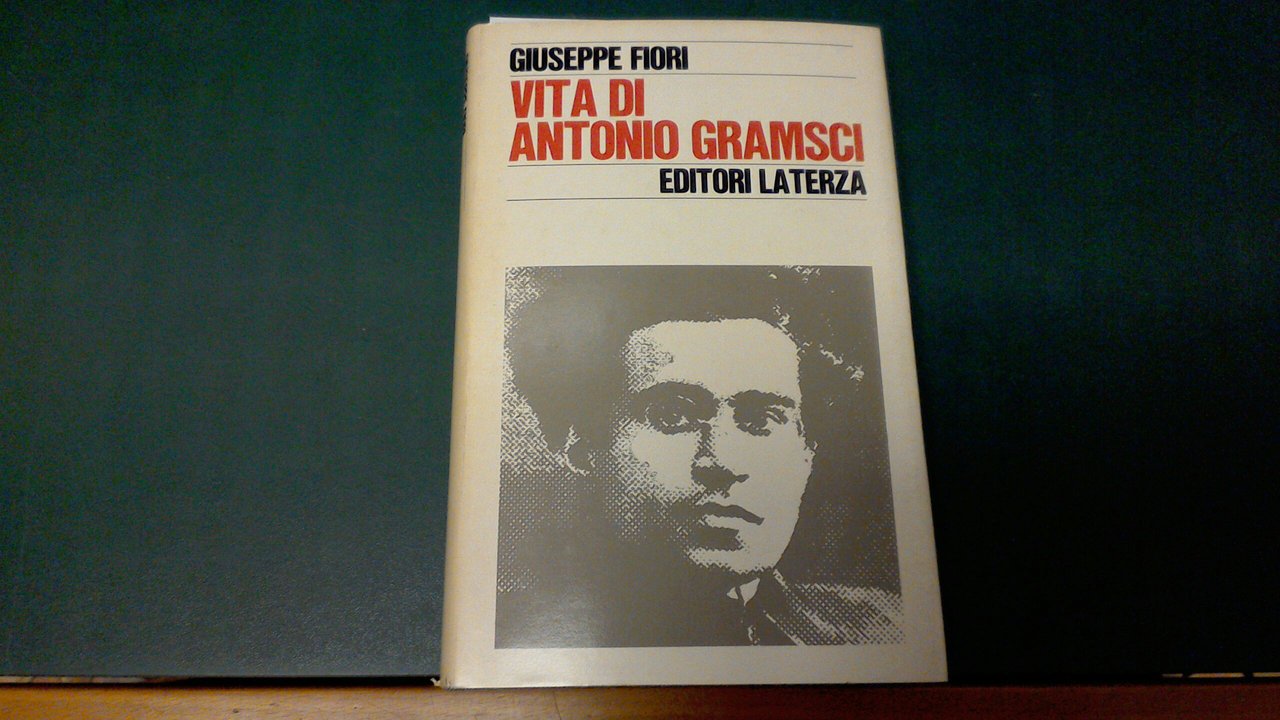 GIUSEPPE FIORI
VITA DI
ANTONIO GRAMSCI
EDITORI LATERZA